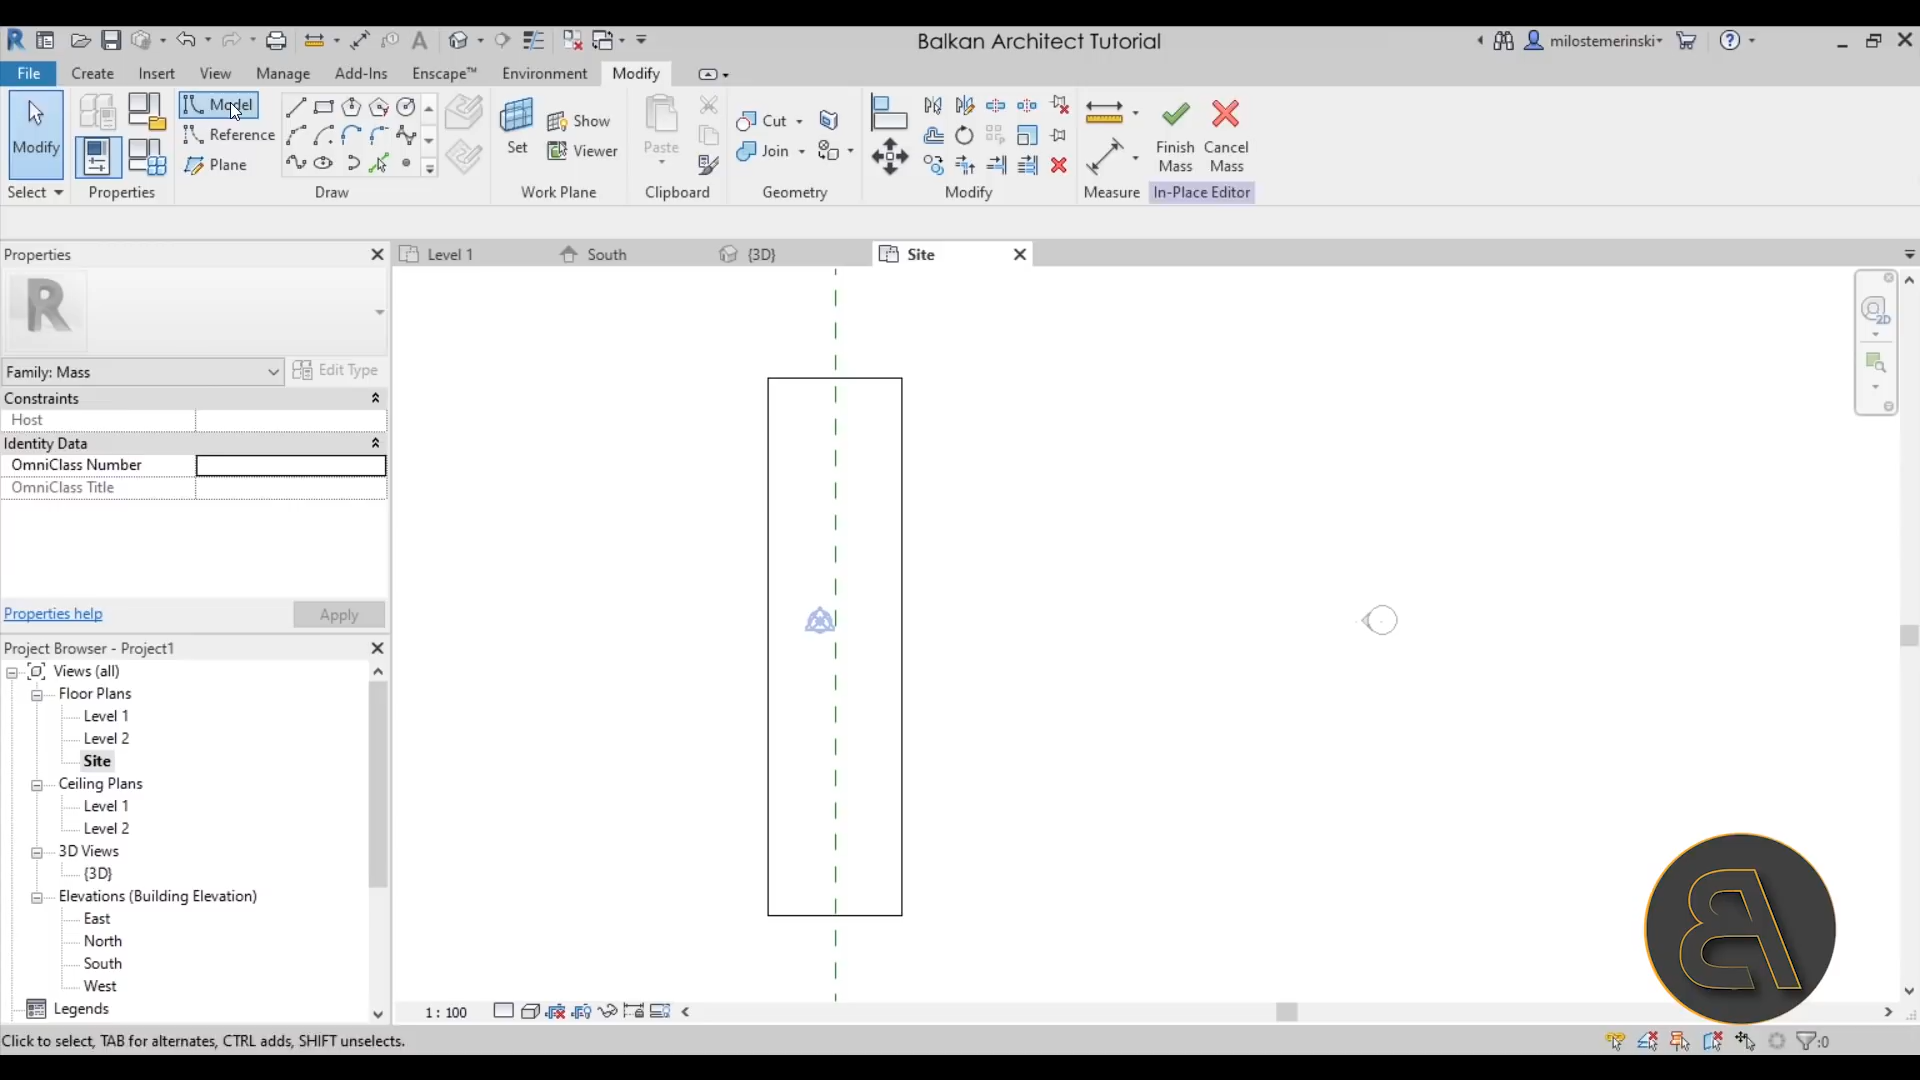 Balkan Architect Tutorial
milostemerinski
File Create Insert View Manage Add-Ins Enscape™ Environment Modify
Modify
Select
Properties
Model
Reference
Plane
Draw
Set
Show
Viewer
Work Plane
Paste
Clipboard
Cut
Join
Geometry
Modify
Measure
Finish Mass
Cancel Mass
In-Place Editor
Properties
Level 1
South
{3D}
Site
R
Family: Mass
Edit Type
Constraints
Host
Identity Data
OmniClass Number
OmniClass Title
Properties help
Apply
2D
Project Browser - Project1
Views (all)
Floor Plans
Level 1
Level 2
Site
Ceiling Plans
Level 1
Level 2
3D Views
{3D}
Elevations (Building Elevation)
East
North
South
West
Legends
1 : 100
Click to select, TAB for alternates, CTRL adds, SHIFT unselects.
:0